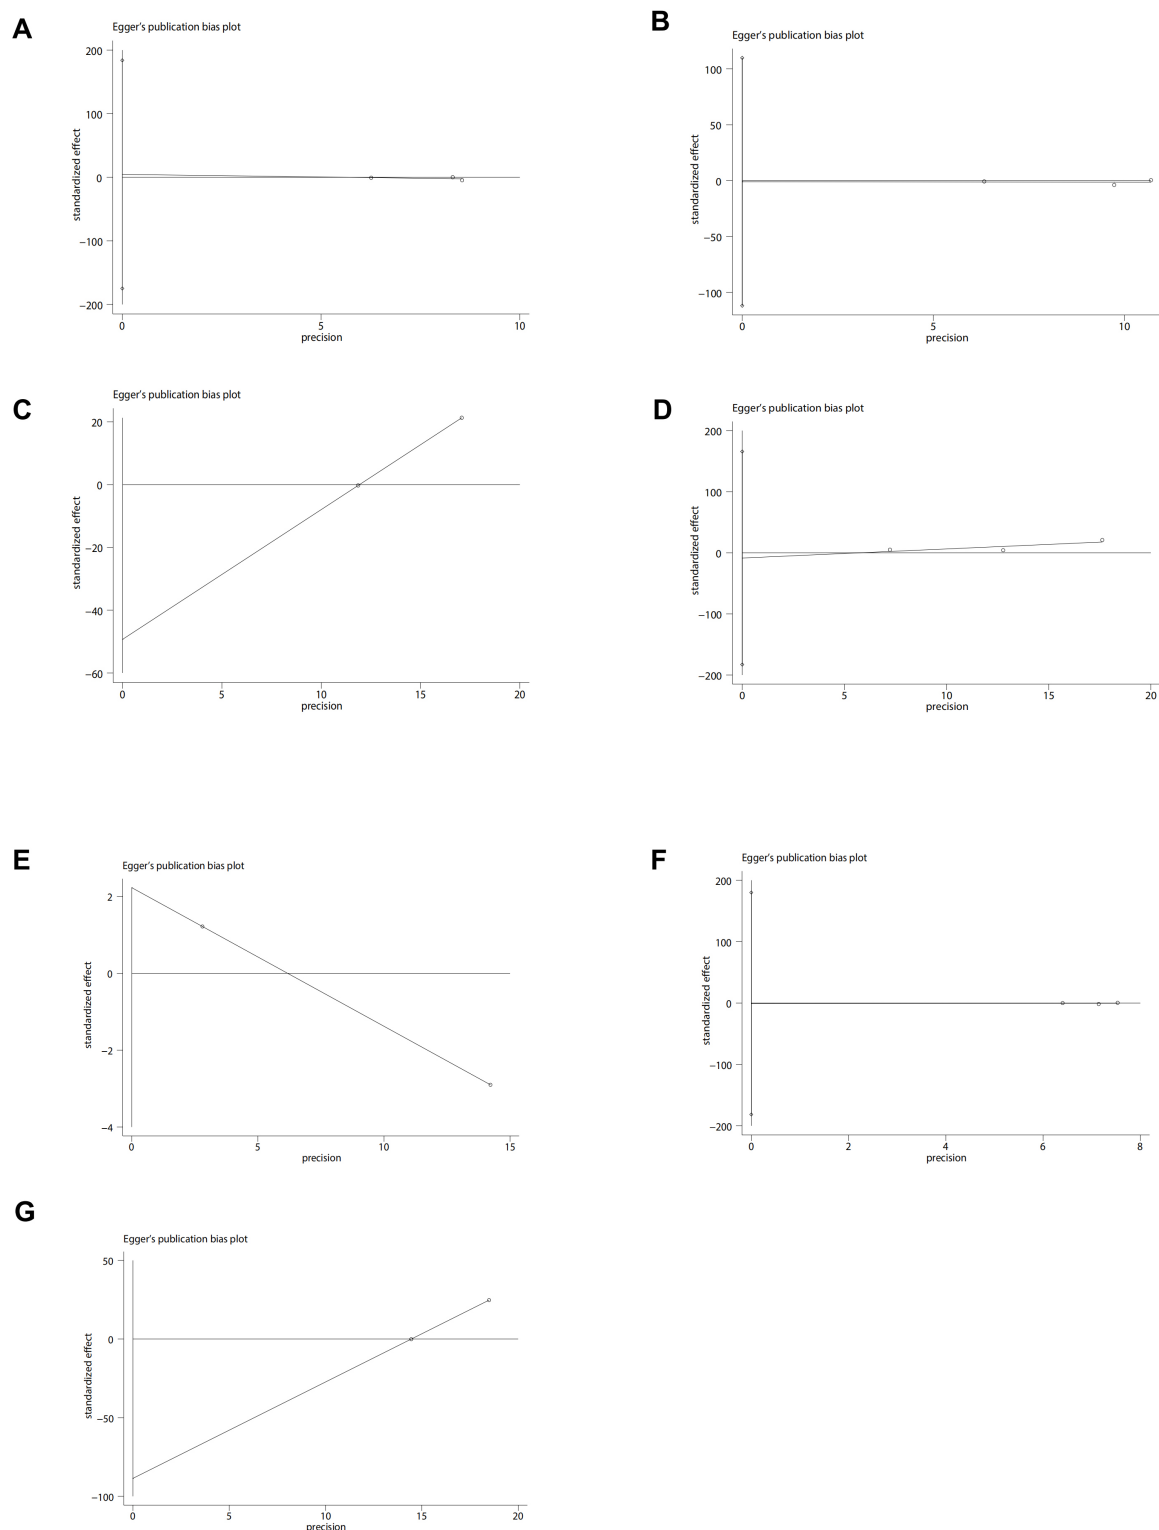 A
Egger's publication bias plot
200
100
0
−100
−200
standardized effect
0 5 10
precision
B
Egger's publication bias plot
100
50
0
−50
−100
standardized effect
0 5 10
precision
C
Egger's publication bias plot
20
0
−20
−40
−60
standardized effect
0 5 10 15 20
precision
D
Egger's publication bias plot
200
100
0
−100
−200
standardized effect
0 5 10 15 20
precision
E
Egger's publication bias plot
2
0
−2
−4
standardized effect
0 5 10 15
precision
F
Egger's publication bias plot
200
100
0
−100
−200
standardized effect
0 2 4 6 8
precision
G
Egger's publication bias plot
50
0
−50
−100
standardized effect
0 5 10 15 20
precision